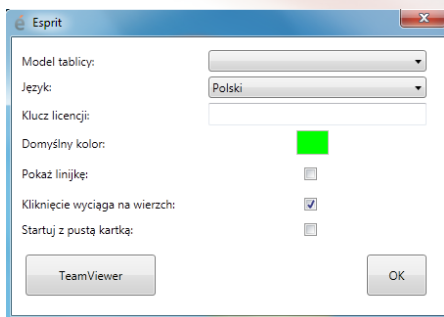 Esprit
Model tablicy:
Język: Polski
Klucz licencji:
Domyślny kolor:
Pokaż linijkę:
Kliknięcie wyciąga na wierzch:
Startuj z pustą kartką:
TeamViewer OK